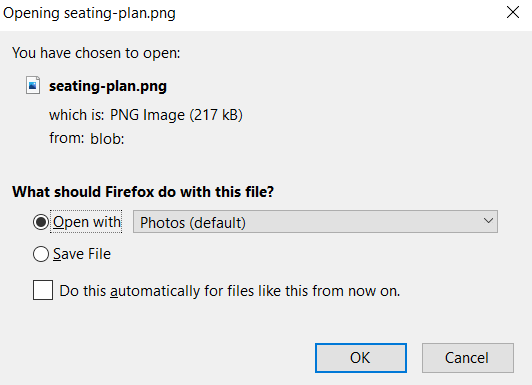 Opening seating-plan.png
You have chosen to open:
seating-plan.png
which is: PNG Image (217 kB)
from: blob:
What should Firefox do with this file?
Open with Photos (default)
Save File
Do this automatically for files like this from now on.
OK Cancel